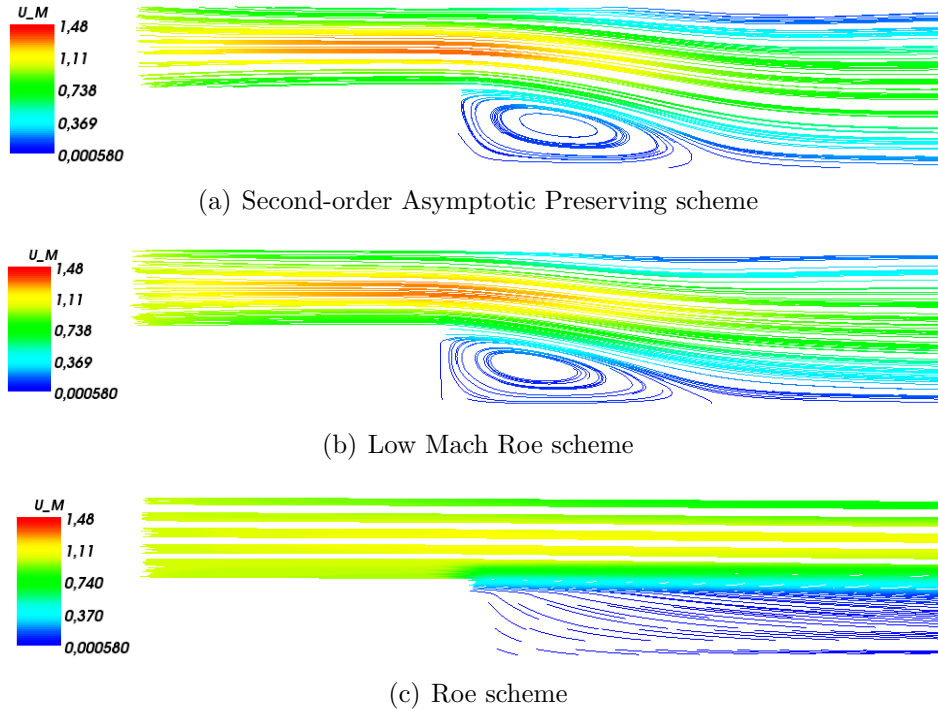 U_M
1,48
1,11
0,738
0,369
0,000580
(a) Second-order Asymptotic Preserving scheme
U_M
1,48
1,11
0,738
0,369
0,000580
(b) Low Mach Roe scheme
U_M
1,48
1,11
0,740
0,370
0,000580
(c) Roe scheme